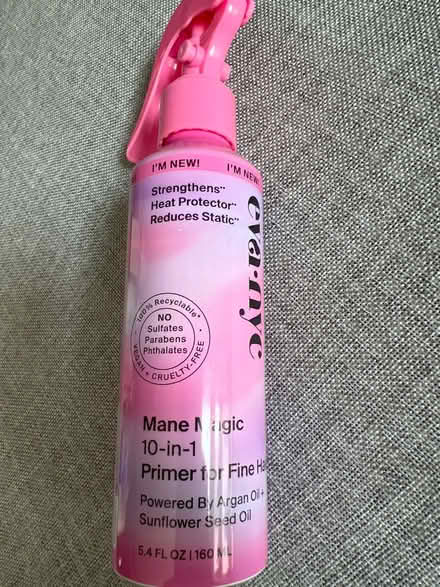 I'M NEW! I'M NEW!
Strengthens**
Heat Protector**
Reduces Static**
eva·nyc
100% Recyclable*
NO
Sulfates
Parabens
Phthalates
VEGAN + CRUELTY-FREE
Mane Magic
10-in-1
Primer for Fine Ha
Powered By Argan Oil +
Sunflower Seed Oil
5.4 FL OZ | 160 ML